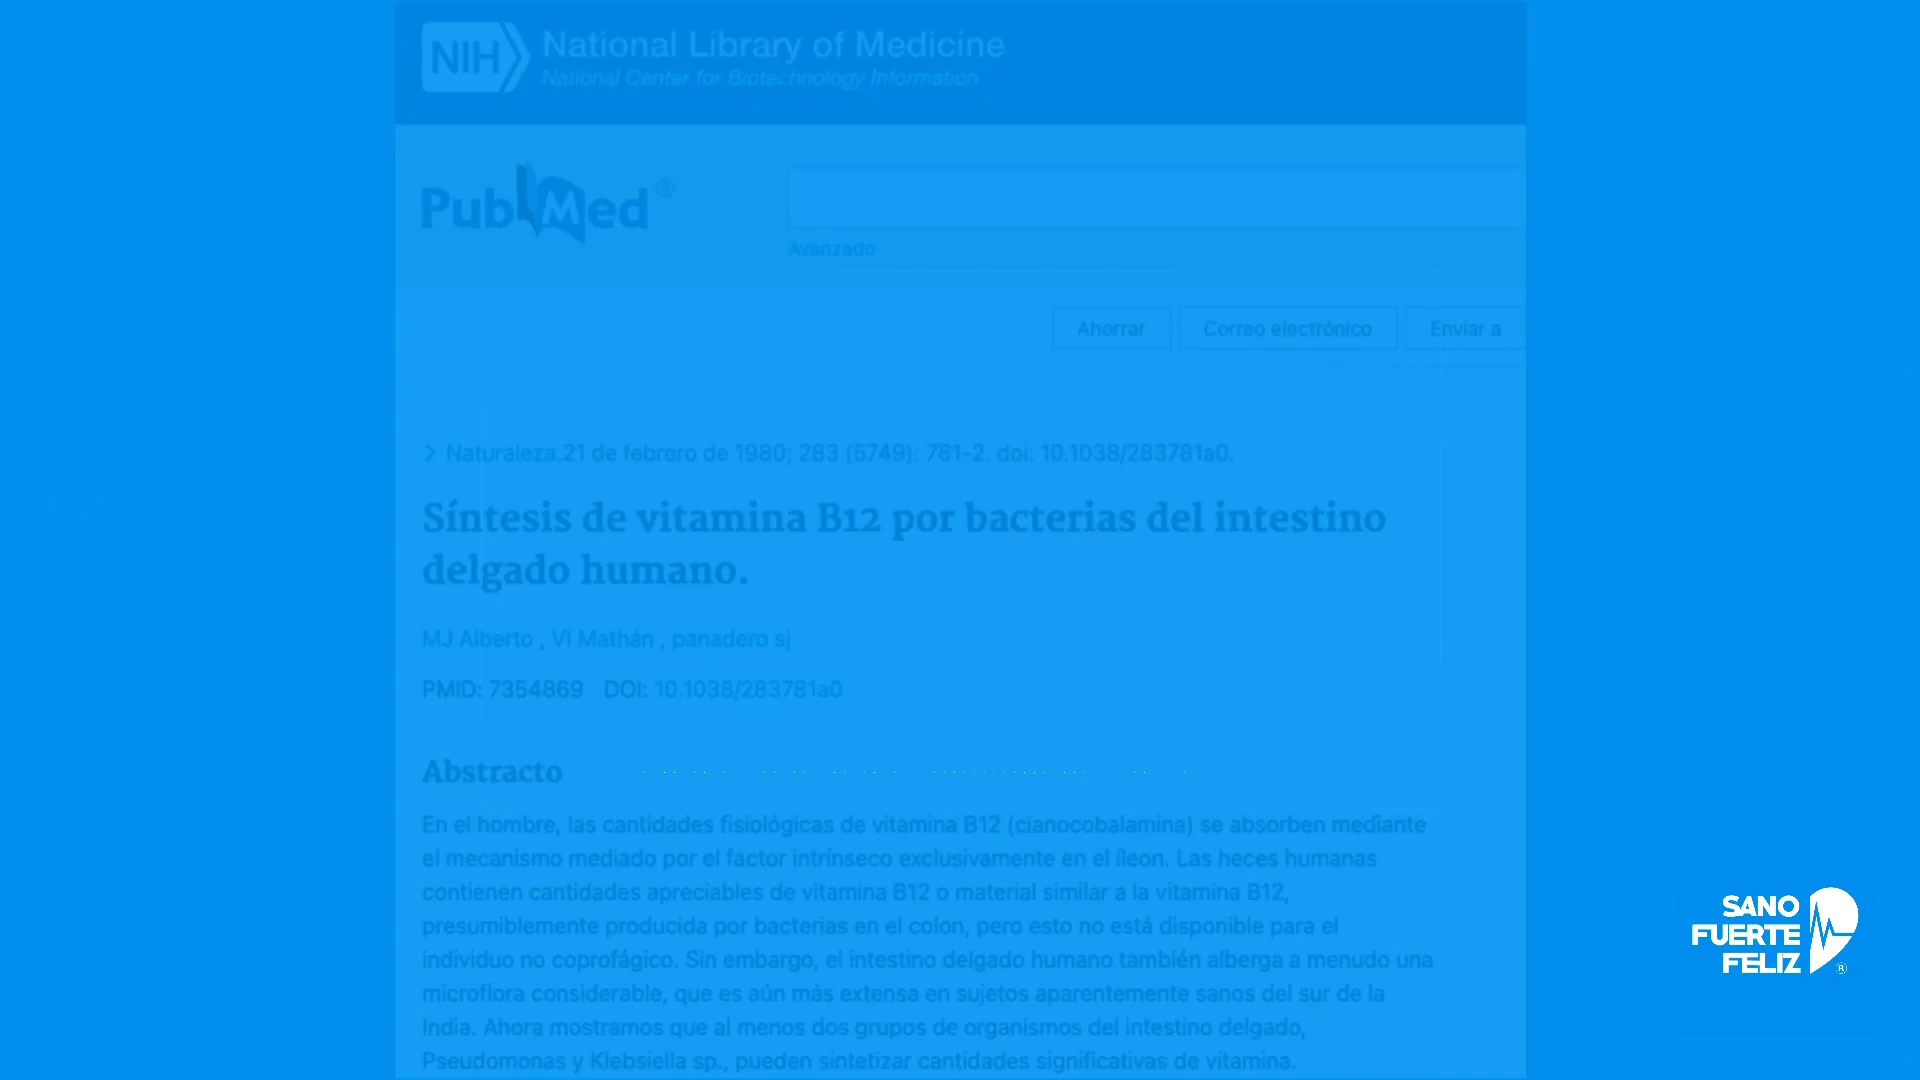 NIH National Library of Medicine
National Center for Biotechnology Information
PubMed®
Avanzado
Ahorrar Correo electrónico Enviar a
> Naturaleza.21 de febrero de 1980; 283 (5749): 781-2. doi: 10.1038/283781a0.
Síntesis de vitamina B12 por bacterias del intestino
delgado humano.
MJ Alberto , VI Mathán , panadero sj
PMID: 7354869 DOI: 10.1038/283781a0
Abstracto
En el hombre, las cantidades fisiológicas de vitamina B12 (cianocobalamina) se absorben mediante
el mecanismo mediado por el factor intrínseco exclusivamente en el íleon. Las heces humanas
contienen cantidades apreciables de vitamina B12 o material similar a la vitamina B12,
presumiblemente producida por bacterias en el colon, pero esto no está disponible para el
individuo no coprofágico. Sin embargo, el intestino delgado humano también alberga a menudo una
microflora considerable, que es aún más extensa en sujetos aparentemente sanos del sur de la
India. Ahora mostramos que al menos dos grupos de organismos del intestino delgado,
Pseudomonas y Klebsiella sp., pueden sintetizar cantidades significativas de vitamina.
SANO
FUERTE
FELIZ
®